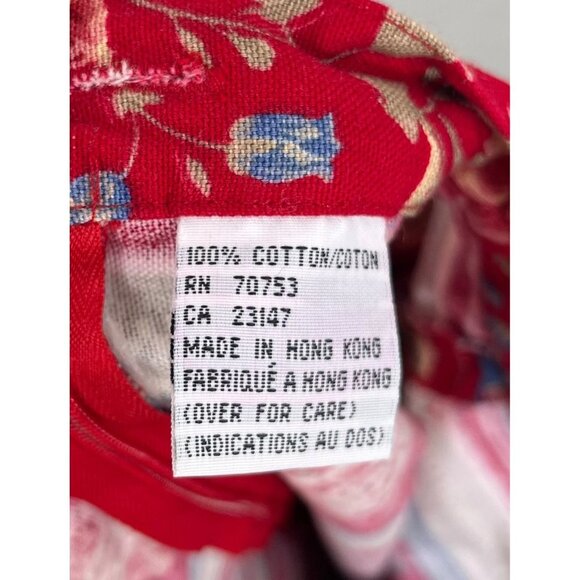 100% COTTON/COTON
RN 70753
CA 23147
MADE IN HONG KONG
FABRIQUÉ A HONG KONG
(OVER FOR CARE)
(INDICATIONS AU DOS)